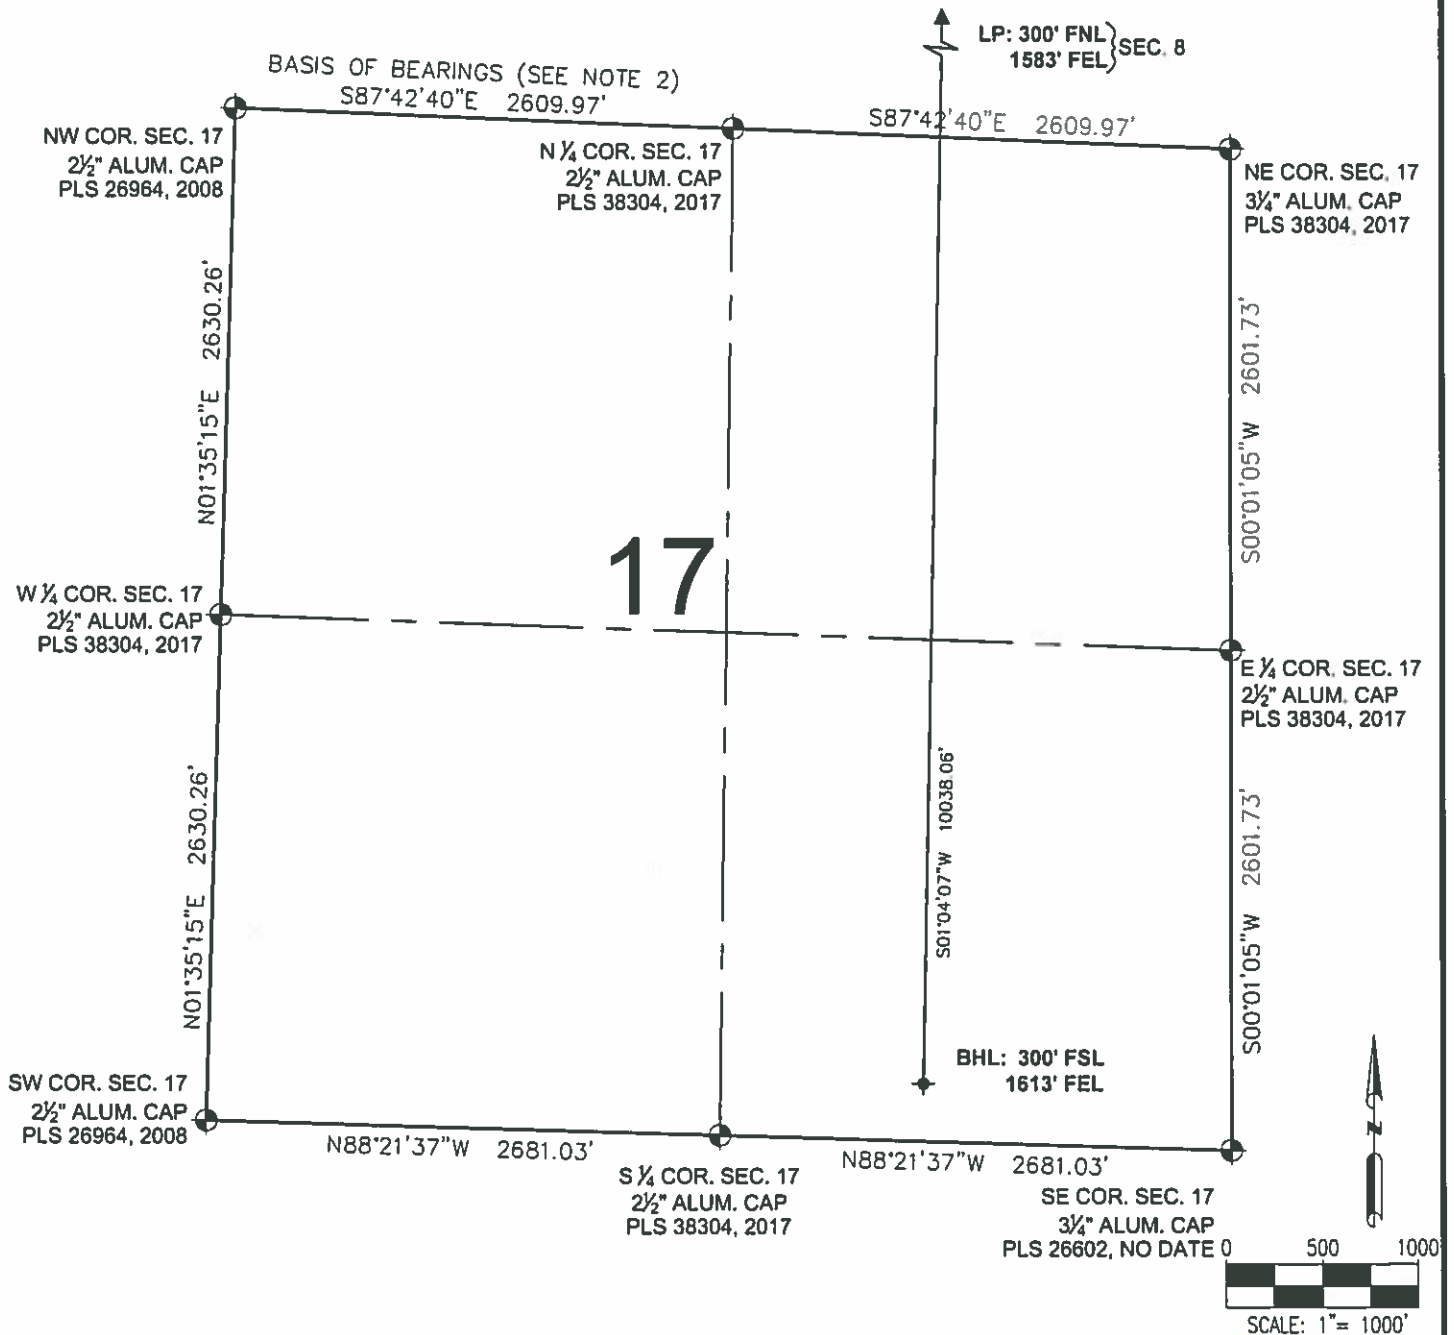 LP: 300' FNL
1583' FEL
SEC. 8
BASIS OF BEARINGS (SEE NOTE 2)
S87°42'40"E 2609.97'
S87°42'40"E 2609.97'
NW COR. SEC. 17
2½" ALUM. CAP
PLS 26964, 2008
N ¼ COR. SEC. 17
2½" ALUM. CAP
PLS 38304, 2017
NE COR. SEC. 17
3¼" ALUM. CAP
PLS 38304, 2017
N01°35'15"E 2630.26'
S00°01'05"W 2601.73'
17
W ¼ COR. SEC. 17
2½" ALUM. CAP
PLS 38304, 2017
E ¼ COR. SEC. 17
2½" ALUM. CAP
PLS 38304, 2017
N01°35'15"E 2630.26'
S01°04'07"W 10038.06'
S00°01'05"W 2601.73'
BHL: 300' FSL
1613' FEL
SW COR. SEC. 17
2½" ALUM. CAP
PLS 26964, 2008
N88°21'37"W 2681.03'
N88°21'37"W 2681.03'
S ¼ COR. SEC. 17
2½" ALUM. CAP
PLS 38304, 2017
SE COR. SEC. 17
3¼" ALUM. CAP
PLS 26602, NO DATE
N
0 500 1000
SCALE: 1"= 1000'